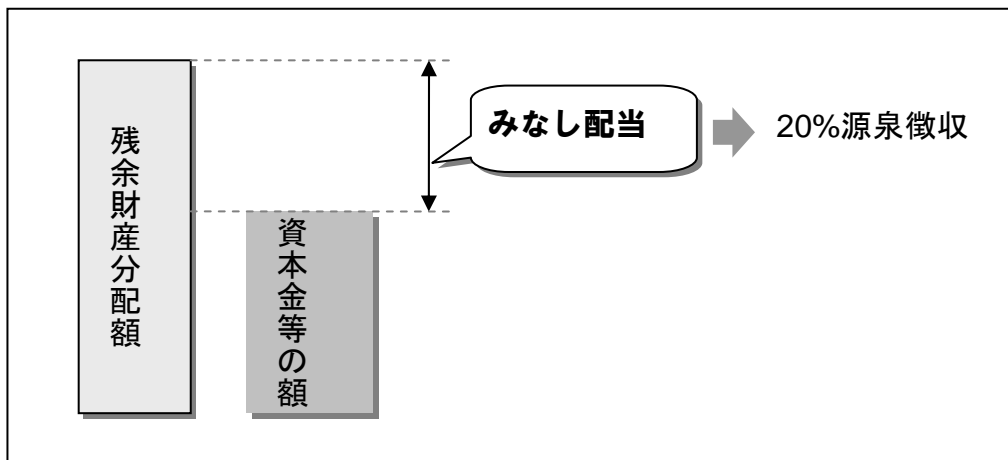 残余財産分配額
資本金等の額
みなし配当
20%源泉徴収